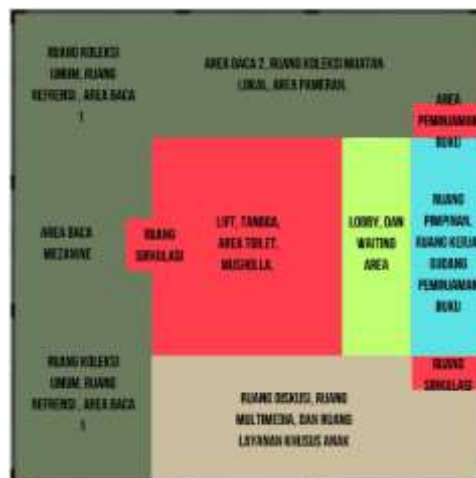 RUANG KOLEKSI
UMUM, RUANG
REFRENSI , AREA BACA
1
AREA BACA 2, RUANG KOLEKSI MUATAN
LOKAL, AREA PAMERAN.
AREA
PEMINJAMAN
BUKU
AREA BACA
MEZANINE
RUANG
SIRKULASI
LIFT, TANGGA,
AREA TOILET,
MUSHOLLA.
LOBBY, DAN
WAITING
AREA
RUANG
PIMPINAN,
RUANG KERJA
GUDANG
PEMINJAMAN
BUKU
RUANG KOLEKSI
UMUM, RUANG
REFRENSI , AREA BACA
1
RUANG DISKUSI, RUANG
MULTIMEDIA, DAN RUANG
LAYANAN KHUSUS ANAK
RUANG
SIRKULASI